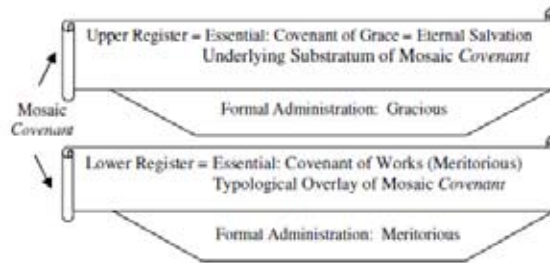 Upper Register = Essential: Covenant of Grace = Eternal Salvation
Underlying Substratum of Mosaic Covenant
Formal Administration: Gracious
Mosaic
Covenant
Lower Register = Essential: Covenant of Works (Meritorious)
Typological Overlay of Mosaic Covenant
Formal Administration: Meritorious